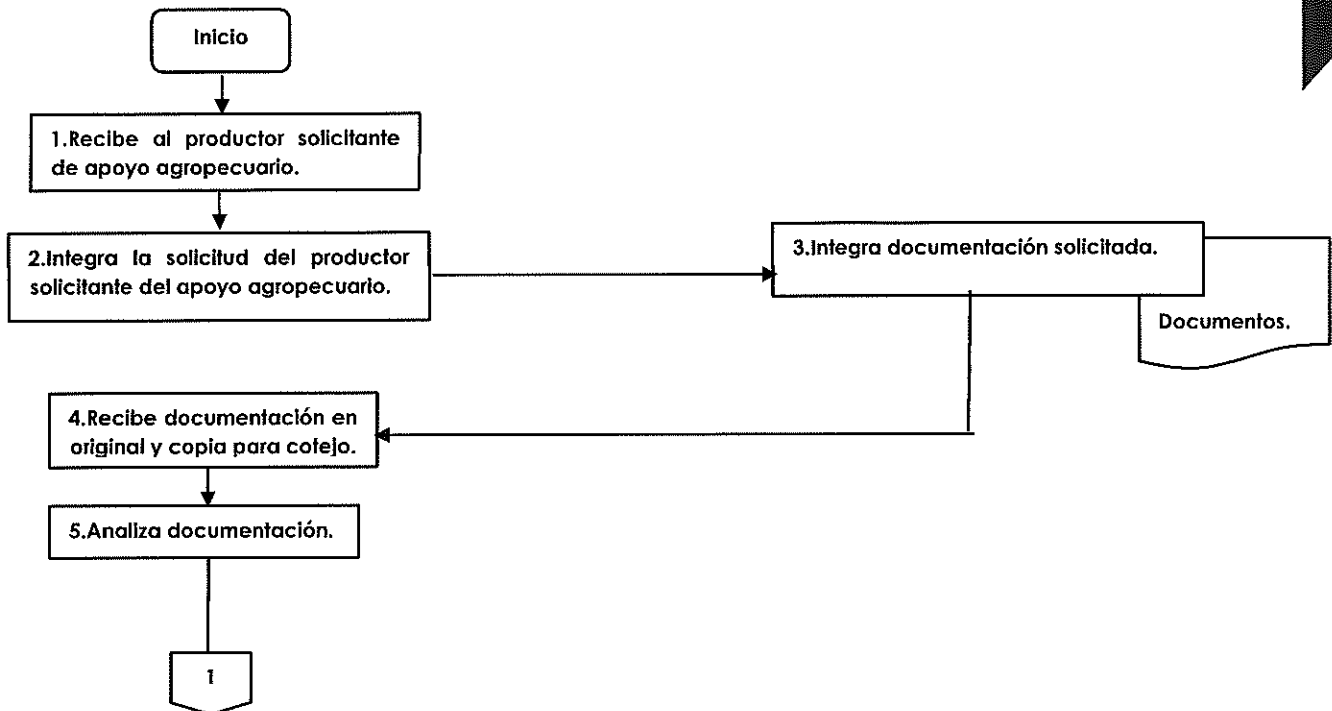 Inicio
1.Recibe al productor solicitante
de apoyo agropecuario.
2.Integra la solicitud del productor
solicitante del apoyo agropecuario.
3.Integra documentación solicitada.
Documentos.
4.Recibe documentación en
original y copia para cotejo.
5.Analiza documentación.
1